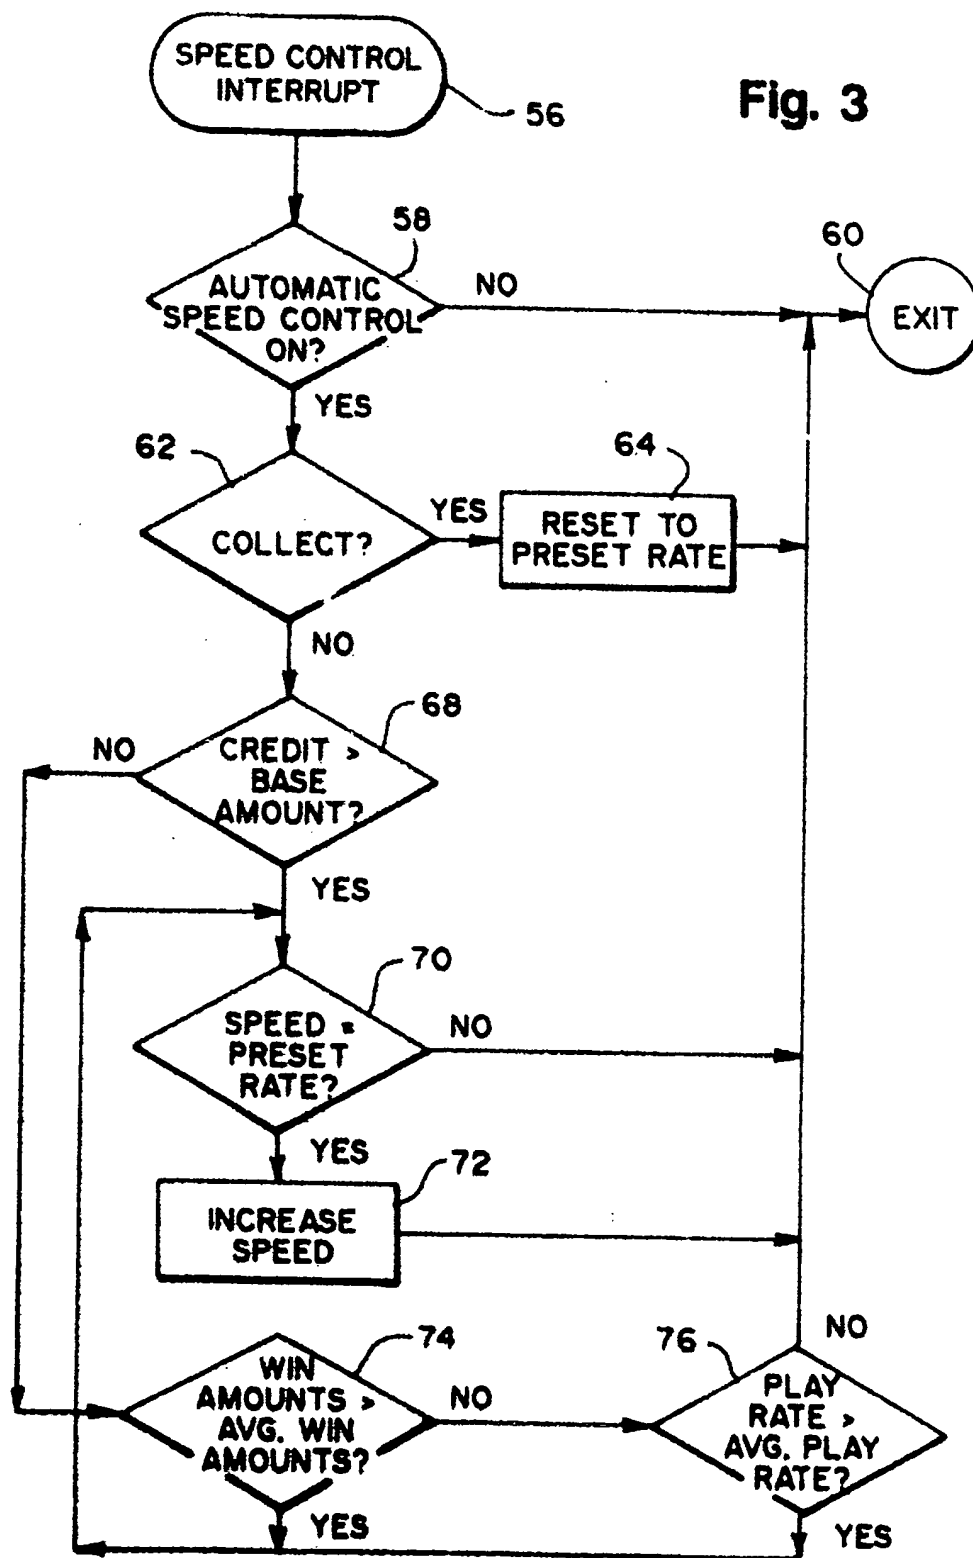 SPEED CONTROL
INTERRUPT
56
Fig. 3
58
60
AUTOMATIC
SPEED CONTROL
ON?
NO
EXIT
YES
62
64
COLLECT?
YES
RESET TO
PRESET RATE
NO
68
NO
CREDIT >
BASE
AMOUNT?
YES
70
SPEED =
PRESET
RATE?
NO
YES
72
INCREASE
SPEED
74
76
NO
WIN
AMOUNTS >
AVG. WIN
AMOUNTS?
NO
PLAY
RATE >
AVG. PLAY
RATE?
YES
YES